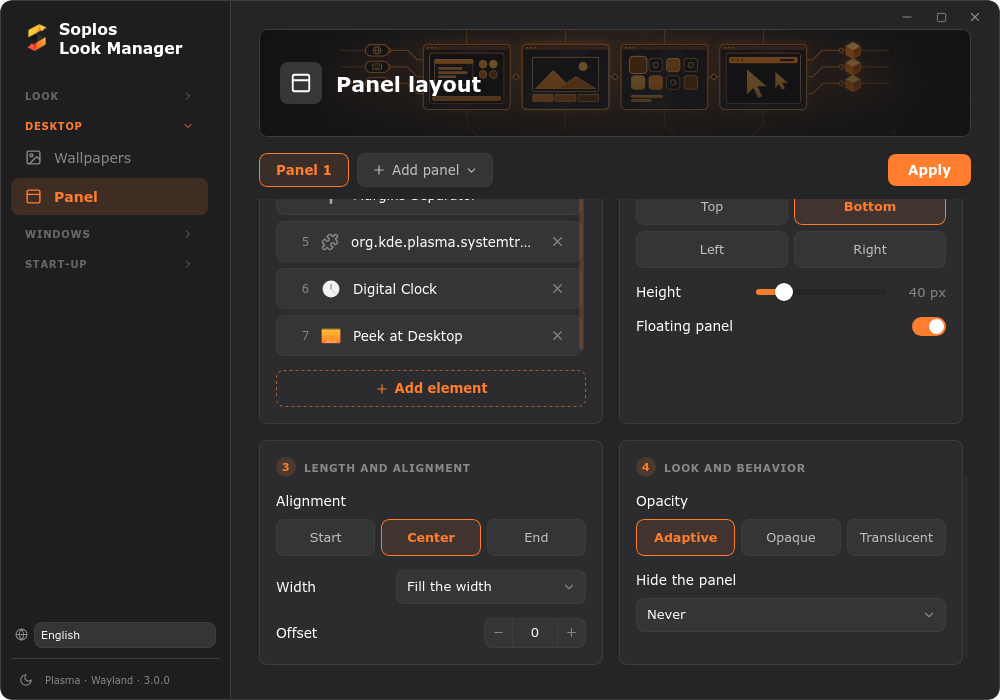 Soplos
Look Manager
LOOK
DESKTOP
Wallpapers
Panel
WINDOWS
START-UP
English
Plasma · Wayland · 3.0.0
Panel layout
Panel 1
Add panel
Apply
Margins Separator
5 org.kde.plasma.systemtr...
6 Digital Clock
7 Peek at Desktop
Add element
Top
Bottom
Left
Right
Height
40 px
Floating panel
3 LENGTH AND ALIGNMENT
Alignment
Start
Center
End
Width
Fill the width
Offset
0
4 LOOK AND BEHAVIOR
Opacity
Adaptive
Opaque
Translucent
Hide the panel
Never